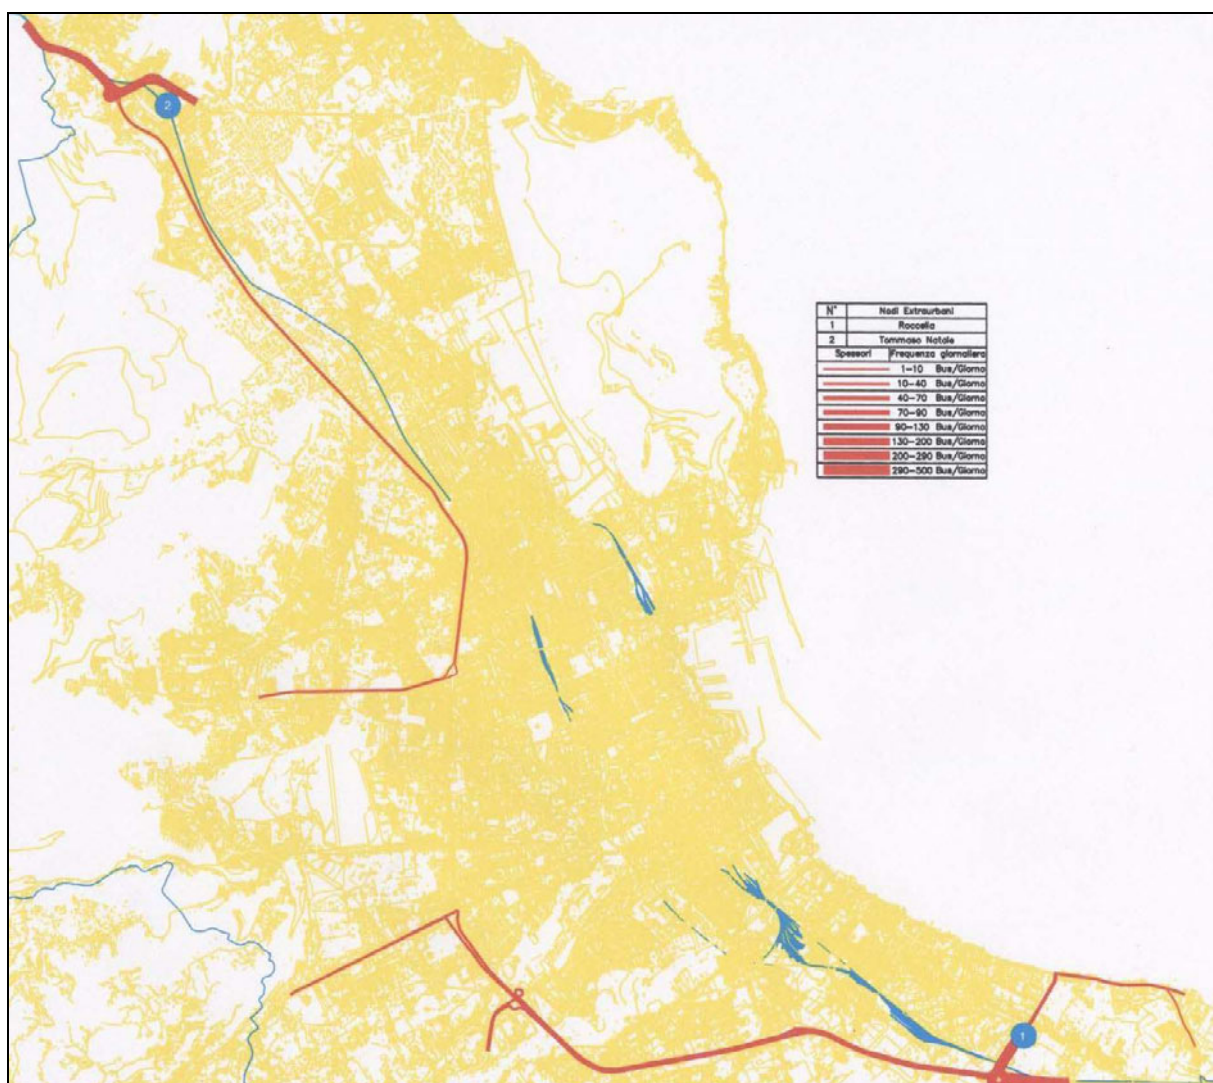 2
N° Nodi Extraurbani
1 Roccella
2 Tommaso Natale
Spessori Frequenza giornaliera
1-10 Bus/Giorno
10-40 Bus/Giorno
40-70 Bus/Giorno
70-90 Bus/Giorno
90-130 Bus/Giorno
130-200 Bus/Giorno
200-290 Bus/Giorno
290-500 Bus/Giorno
1